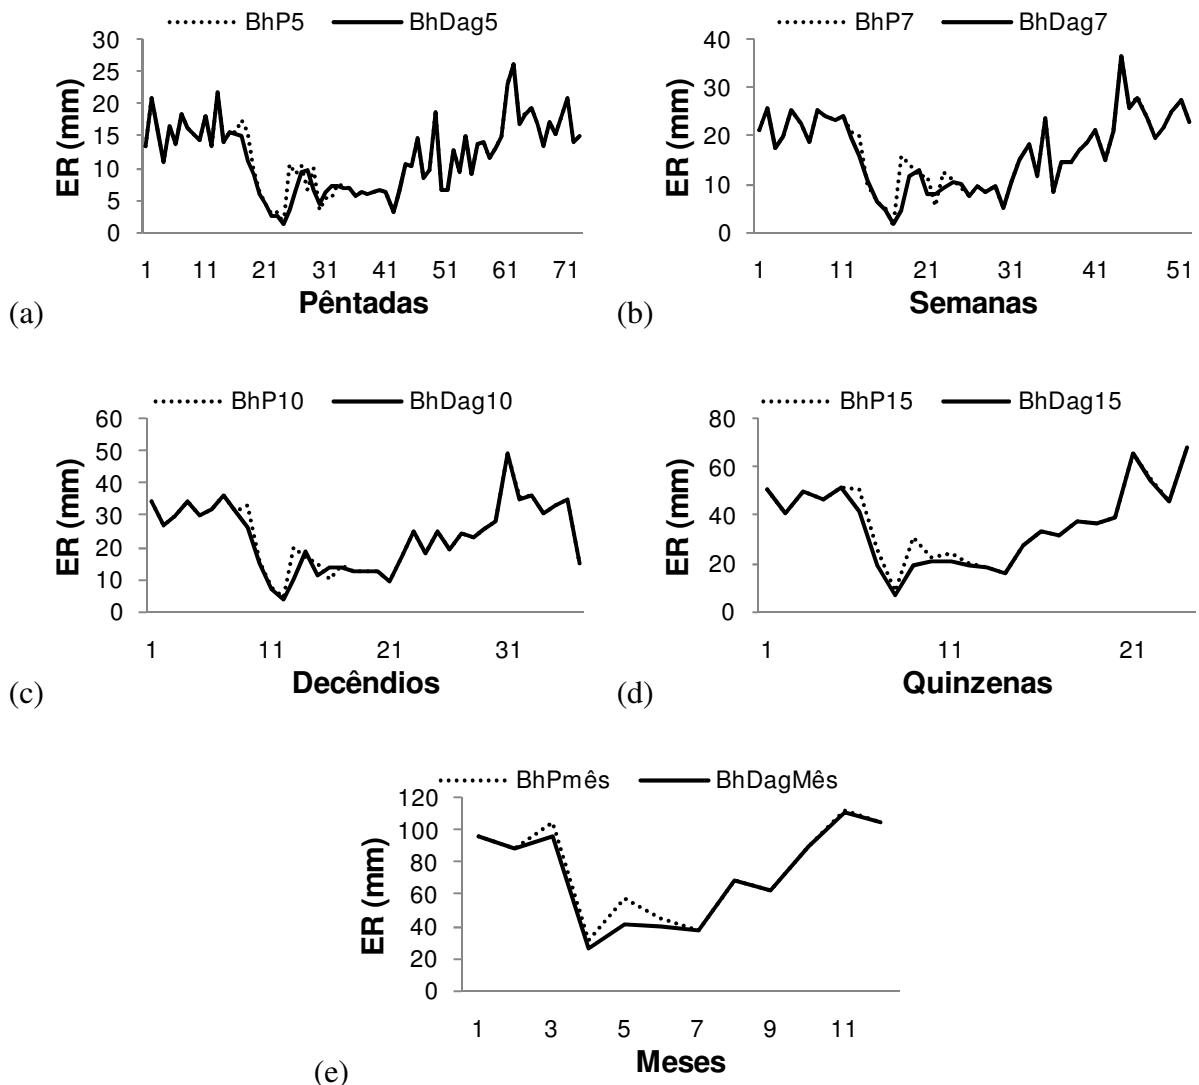 BhP5 BhDag5
30
25
20
15
10
5
0
ER (mm)
1 11 21 31 41 51 61 71
Pêntadas
(a)
BhP7 BhDag7
40
30
20
10
0
ER (mm)
1 11 21 31 41 51
Semanas
(b)
BhP10 BhDag10
60
50
40
30
20
10
0
ER (mm)
1 11 21 31
Decêndios
(c)
BhP15 BhDag15
80
60
40
20
0
ER (mm)
1 11 21
Quinzenas
(d)
BhPmês BhDagMês
120
100
80
60
40
20
0
ER (mm)
1 3 5 7 9 11
Meses
(e)